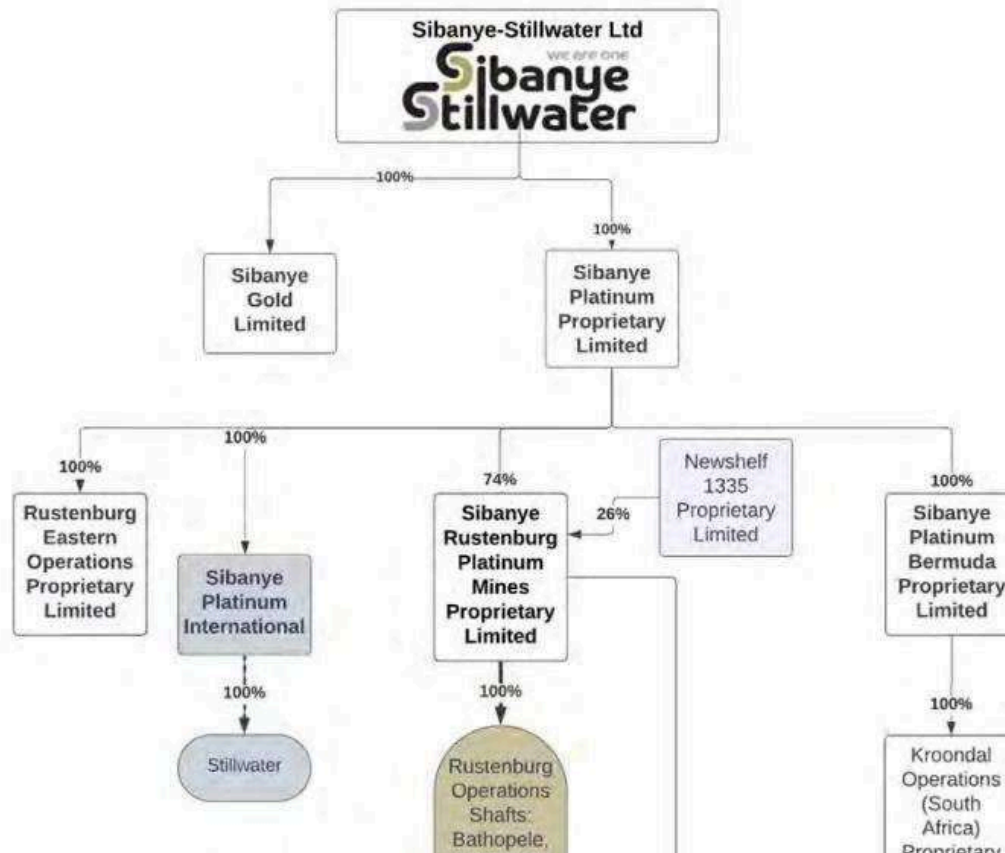 Sibanye-Stillwater Ltd
we are one
Sibanye
Stillwater
100%
100%
Sibanye
Gold
Limited
Sibanye
Platinum
Proprietary
Limited
100%
100%
74%
26%
100%
Newshelf
1335
Proprietary
Limited
Rustenburg
Eastern
Operations
Proprietary
Limited
Sibanye
Platinum
International
Sibanye
Rustenburg
Platinum
Mines
Proprietary
Limited
Sibanye
Platinum
Bermuda
Proprietary
Limited
100%
100%
100%
Stillwater
Rustenburg
Operations
Shafts:
Bathopele,
Kroondal
Operations
(South
Africa)
Proprietary